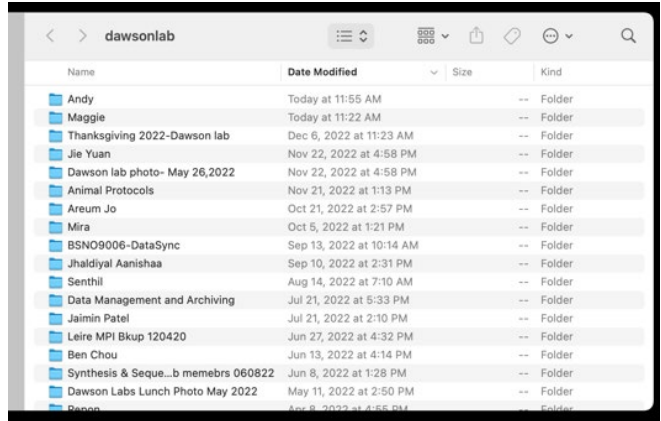 dawsonlab
Name Date Modified Size Kind
Andy Today at 11:55 AM -- Folder
Maggie Today at 11:22 AM -- Folder
Thanksgiving 2022-Dawson lab Dec 6, 2022 at 11:23 AM -- Folder
Jie Yuan Nov 22, 2022 at 4:58 PM -- Folder
Dawson lab photo- May 26,2022 Nov 22, 2022 at 4:58 PM -- Folder
Animal Protocols Nov 21, 2022 at 1:13 PM -- Folder
Areum Jo Oct 21, 2022 at 2:57 PM -- Folder
Mira Oct 5, 2022 at 1:21 PM -- Folder
BSNO9006-DataSync Sep 13, 2022 at 10:14 AM -- Folder
Jhaldiyal Aanishaa Sep 10, 2022 at 2:31 PM -- Folder
Senthil Aug 14, 2022 at 7:10 AM -- Folder
Data Management and Archiving Jul 21, 2022 at 5:33 PM -- Folder
Jaimin Patel Jul 21, 2022 at 2:10 PM -- Folder
Leire MPI Bkup 120420 Jun 27, 2022 at 4:32 PM -- Folder
Ben Chou Jun 13, 2022 at 4:14 PM -- Folder
Synthesis & Seque...b memebrs 060822 Jun 8, 2022 at 1:28 PM -- Folder
Dawson Labs Lunch Photo May 2022 May 11, 2022 at 2:50 PM -- Folder
Apr 8, 2022 at 4:55 PM -- Folder